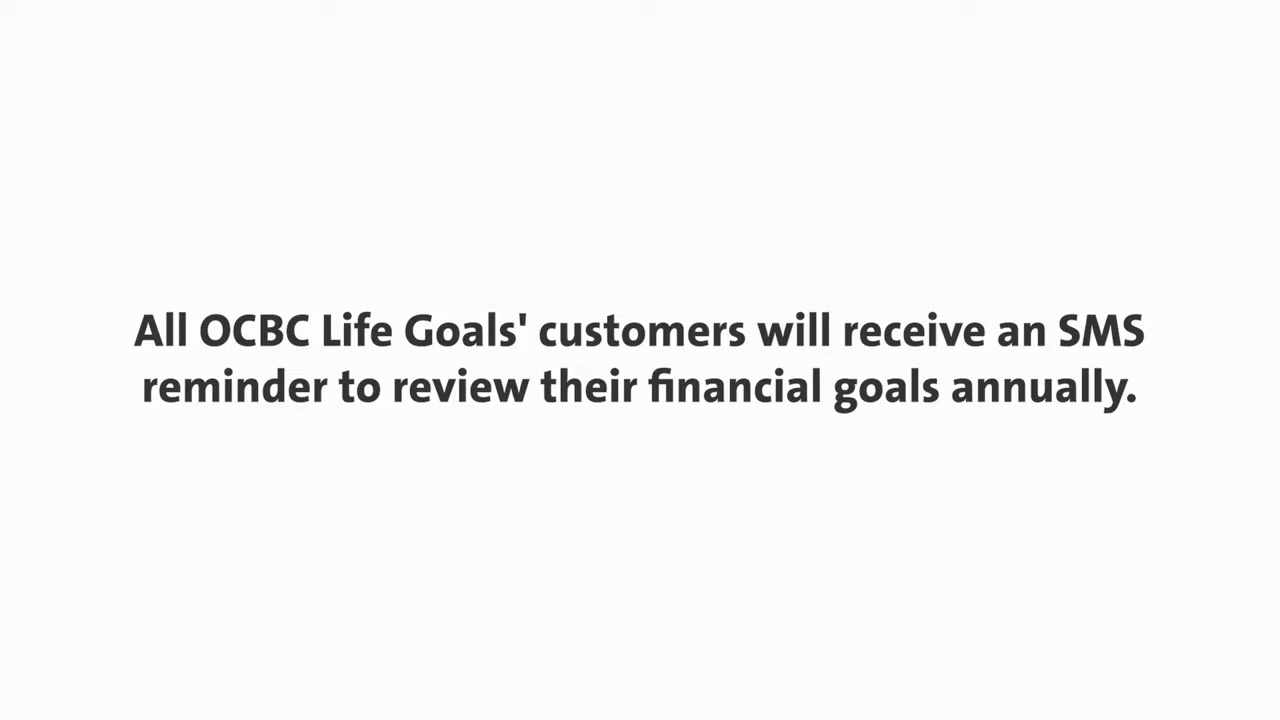 All OCBC Life Goals' customers will receive an SMS
reminder to review their financial goals annually.